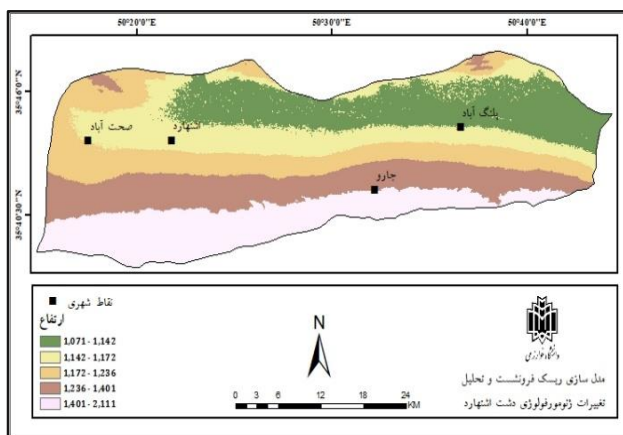 50°20'0"E
50°30'0"E
50°40'0"E
35°46'0"N
35°40'30"N
صحت آباد
اشتهارد
پلنگ آباد
جارو
نقاط شهری
ارتفاع
1,071 - 1,142
1,142 - 1,172
1,172 - 1,236
1,236 - 1,401
1,401 - 2,111
N
0 3 6 12 18 24
KM
دانشگاه خوارزمی
مدل سازی ریسک فرونشست و تحلیل
تغییرات ژئومورفولوژی دشت اشتهارد